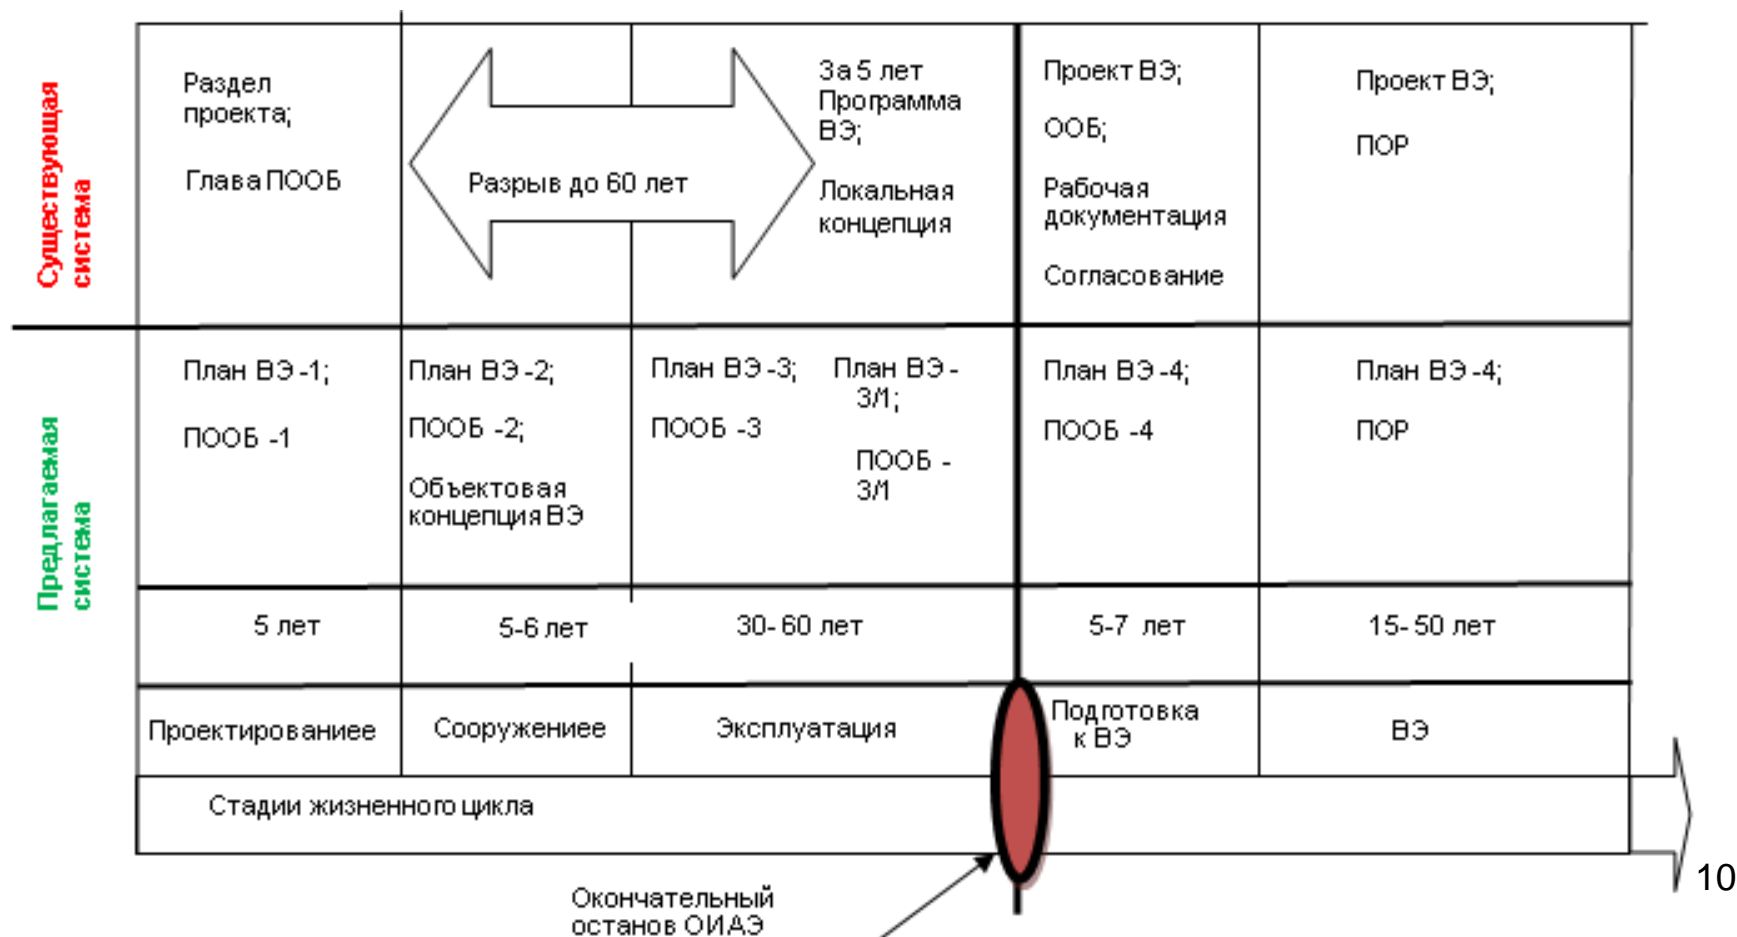 Существующая
система
Раздел
проекта;
Глава ПООБ
Разрыв до 60 лет
За 5 лет
Программа
ВЭ;
Локальная
концепция
Проект ВЭ;
ООБ;
Рабочая
документация
Согласование
Проект ВЭ;
ПОР
Предлагаемая
система
План ВЭ -1;
ПООБ -1
План ВЭ -2;
ПООБ -2;
Объектовая
концепция ВЭ
План ВЭ -3;
ПООБ -3
План ВЭ -
3/1;
ПООБ -
3/1
План ВЭ -4;
ПООБ -4
План ВЭ -4;
ПОР
5 лет
5-6 лет
30- 60 лет
5-7 лет
15- 50 лет
Проектированиее
Сооружениее
Эксплуатация
Подготовка
к ВЭ
ВЭ
Стадии жизненного цикла
10
Окончательный
останов ОИАЭ